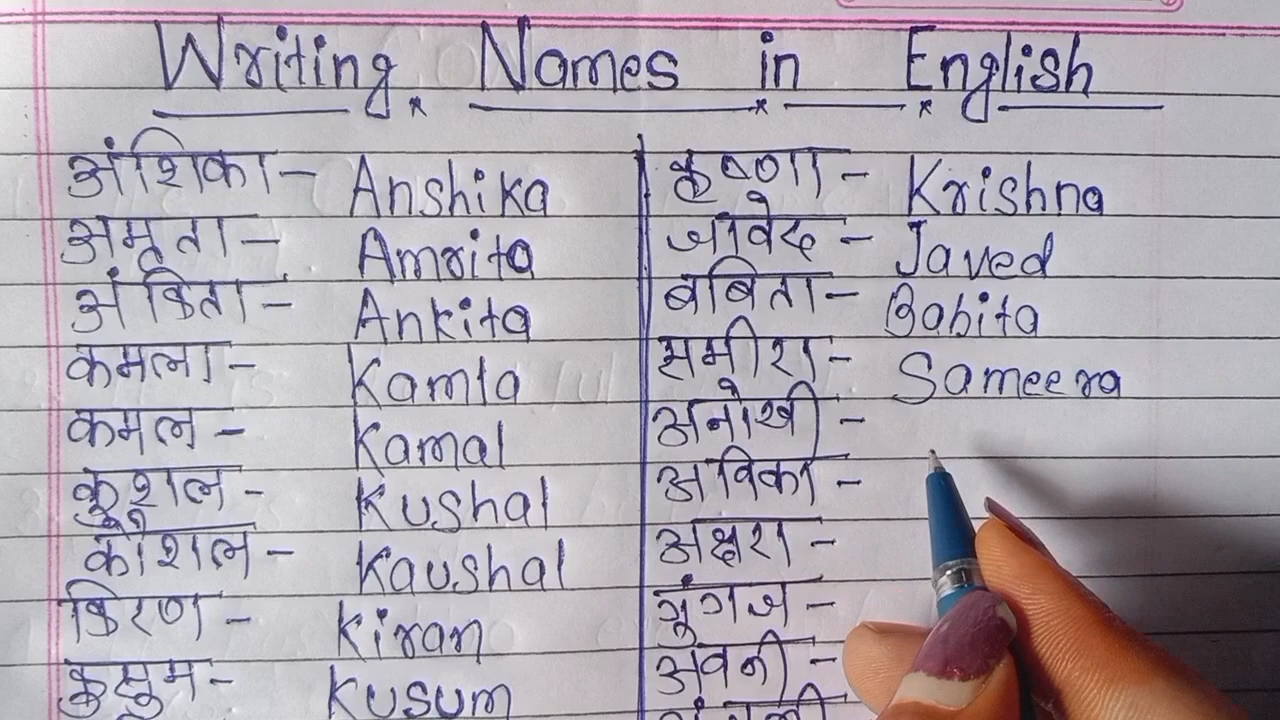 Writing Names in English
अंशिका - Anshika
अमृता - Amrita
अंकिता - Ankita
कमला - Kamla
कमल - Kamal
कुशल - Kushal
कौशल - Kaushal
किरण - Kiran
कुसुम - Kusum
कृष्णा - Krishna
जावेद - Javed
बबिता - Babita
समीरा - Sameera
अनोखी -
अविका -
अक्षरा -
गुंगज -
अवनी -